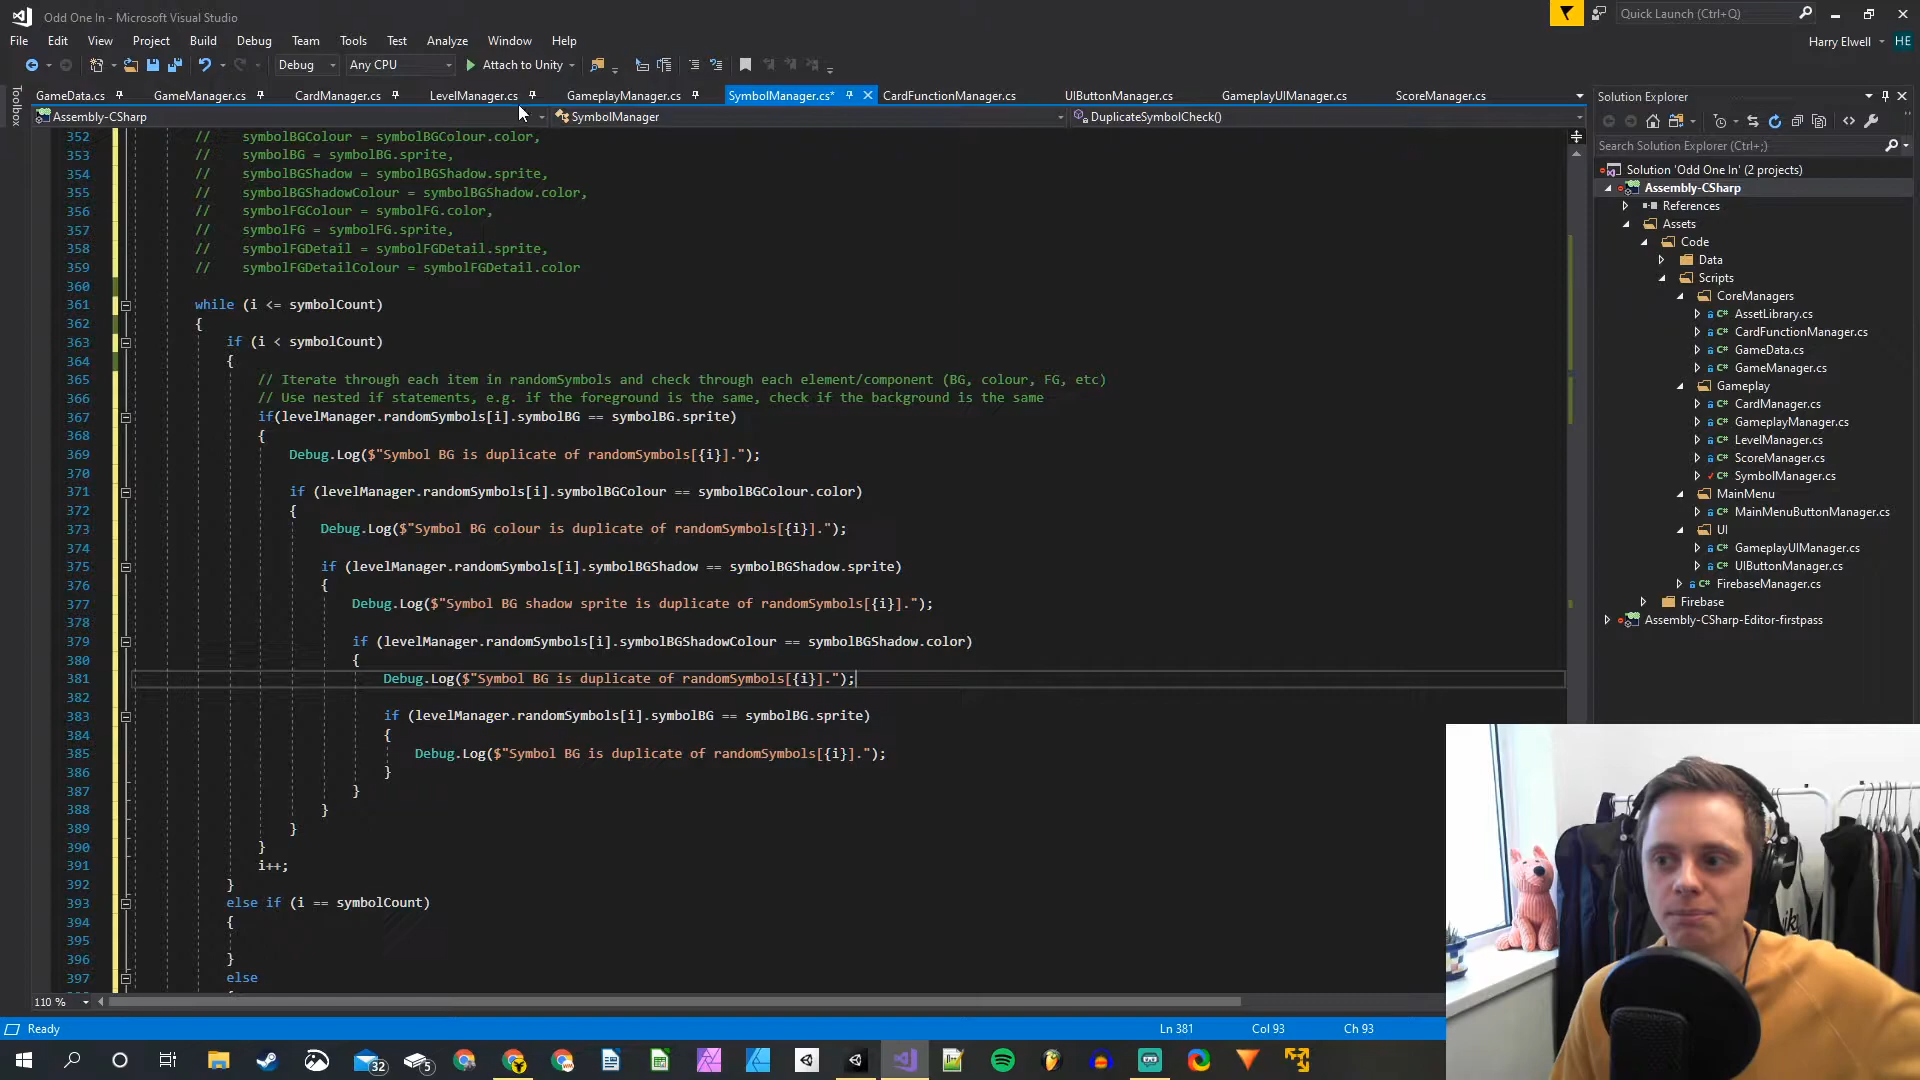 Odd One In - Microsoft Visual Studio
Quick Launch (Ctrl+Q)
File Edit View Project Build Debug Team Tools Test Analyze Window Help
Harry Elwell HE
Debug Any CPU Attach to Unity
Toolbox
GameData.cs GameManager.cs CardManager.cs LevelManager.cs GameplayManager.cs SymbolManager.cs* CardFunctionManager.cs UIButtonManager.cs GameplayUIManager.cs ScoreManager.cs
Assembly-CSharp SymbolManager DuplicateSymbolCheck()
352 // symbolBGColour = symbolBGColour.color,
353 // symbolBG = symbolBG.sprite,
354 // symbolBGShadow = symbolBGShadow.sprite,
355 // symbolBGShadowColour = symbolBGShadow.color,
356 // symbolFGColour = symbolFG.color,
357 // symbolFG = symbolFG.sprite,
358 // symbolFGDetail = symbolFGDetail.sprite,
359 // symbolFGDetailColour = symbolFGDetail.color
360
361 while (i <= symbolCount)
362 {
363 if (i < symbolCount)
364 {
365 // Iterate through each item in randomSymbols and check through each element/component (BG, colour, FG, etc)
366 // Use nested if statements, e.g. if the foreground is the same, check if the background is the same
367 if(levelManager.randomSymbols[i].symbolBG == symbolBG.sprite)
368 {
369 Debug.Log($"Symbol BG is duplicate of randomSymbols[{i}].");
370
371 if (levelManager.randomSymbols[i].symbolBGColour == symbolBGColour.color)
372 {
373 Debug.Log($"Symbol BG colour is duplicate of randomSymbols[{i}].");
374
375 if (levelManager.randomSymbols[i].symbolBGShadow == symbolBGShadow.sprite)
376 {
377 Debug.Log($"Symbol BG shadow sprite is duplicate of randomSymbols[{i}].");
378
379 if (levelManager.randomSymbols[i].symbolBGShadowColour == symbolBGShadow.color)
380 {
381 Debug.Log($"Symbol BG is duplicate of randomSymbols[{i}].");
382
383 if (levelManager.randomSymbols[i].symbolBG == symbolBG.sprite)
384 {
385 Debug.Log($"Symbol BG is duplicate of randomSymbols[{i}].");
386 }
387 }
388 }
389 }
390 }
391 i++;
392 }
393 else if (i == symbolCount)
394 {
395
396 }
397 else
110 %
Ready Ln 381 Col 93 Ch 93
Solution Explorer
Search Solution Explorer (Ctrl+;)
Solution 'Odd One In' (2 projects)
Assembly-CSharp
References
Assets
Code
Data
Scripts
CoreManagers
AssetLibrary.cs
CardFunctionManager.cs
GameData.cs
GameManager.cs
Gameplay
CardManager.cs
GameplayManager.cs
LevelManager.cs
ScoreManager.cs
SymbolManager.cs
MainMenu
MainMenuButtonManager.cs
UI
GameplayUIManager.cs
UIButtonManager.cs
FirebaseManager.cs
Firebase
Assembly-CSharp-Editor-firstpass
32 5